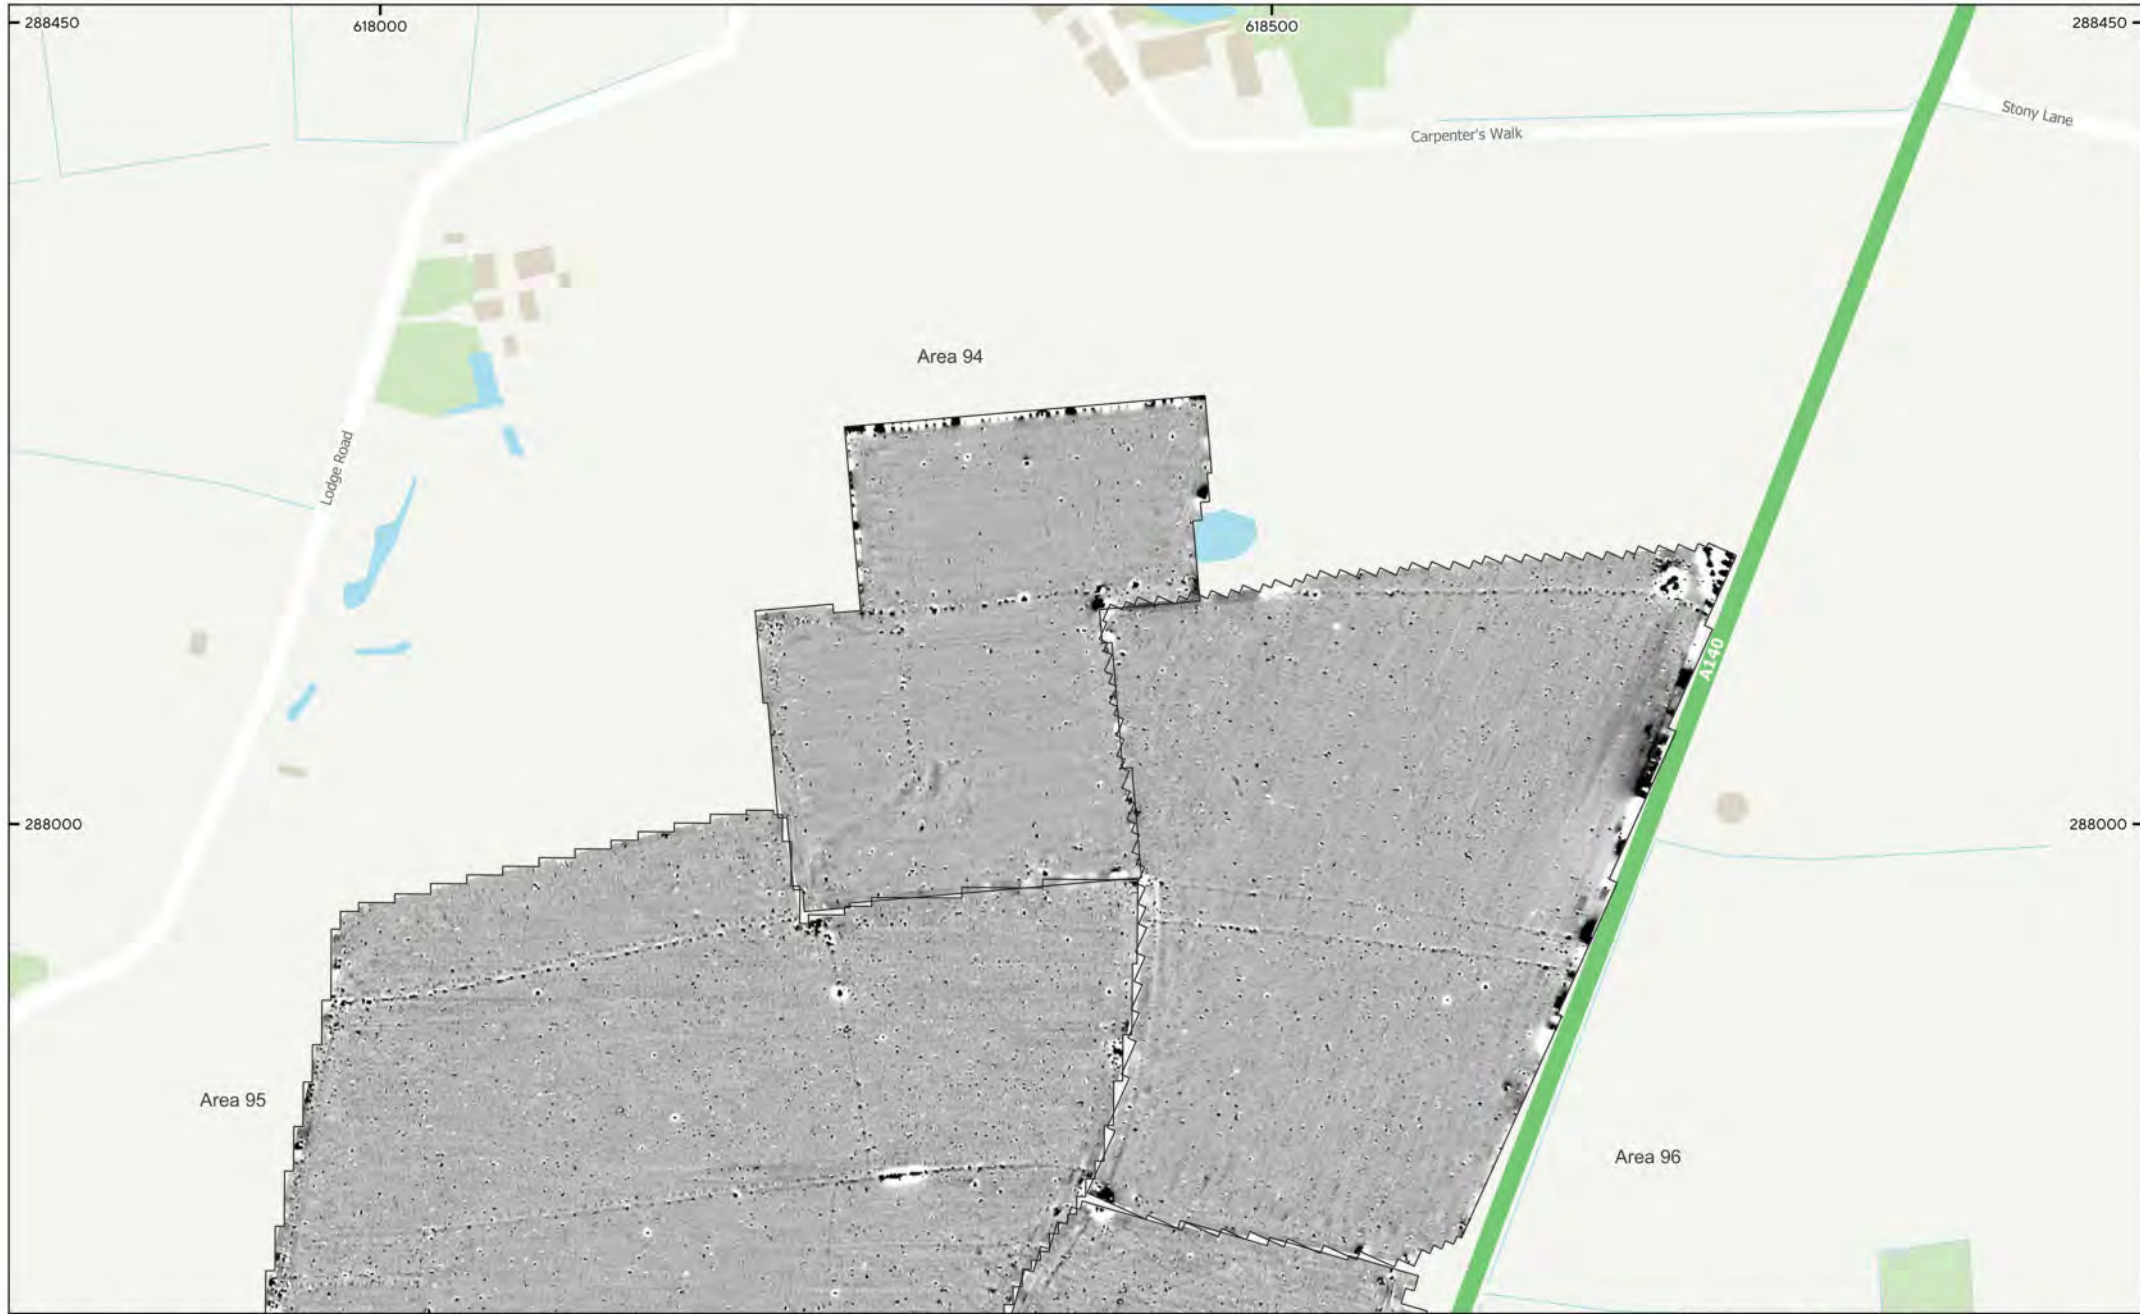 288450
618000
618500
288450
Stony Lane
Carpenter's Walk
Area 94
Lodge Road
A140
288000
288000
Area 95
Area 96